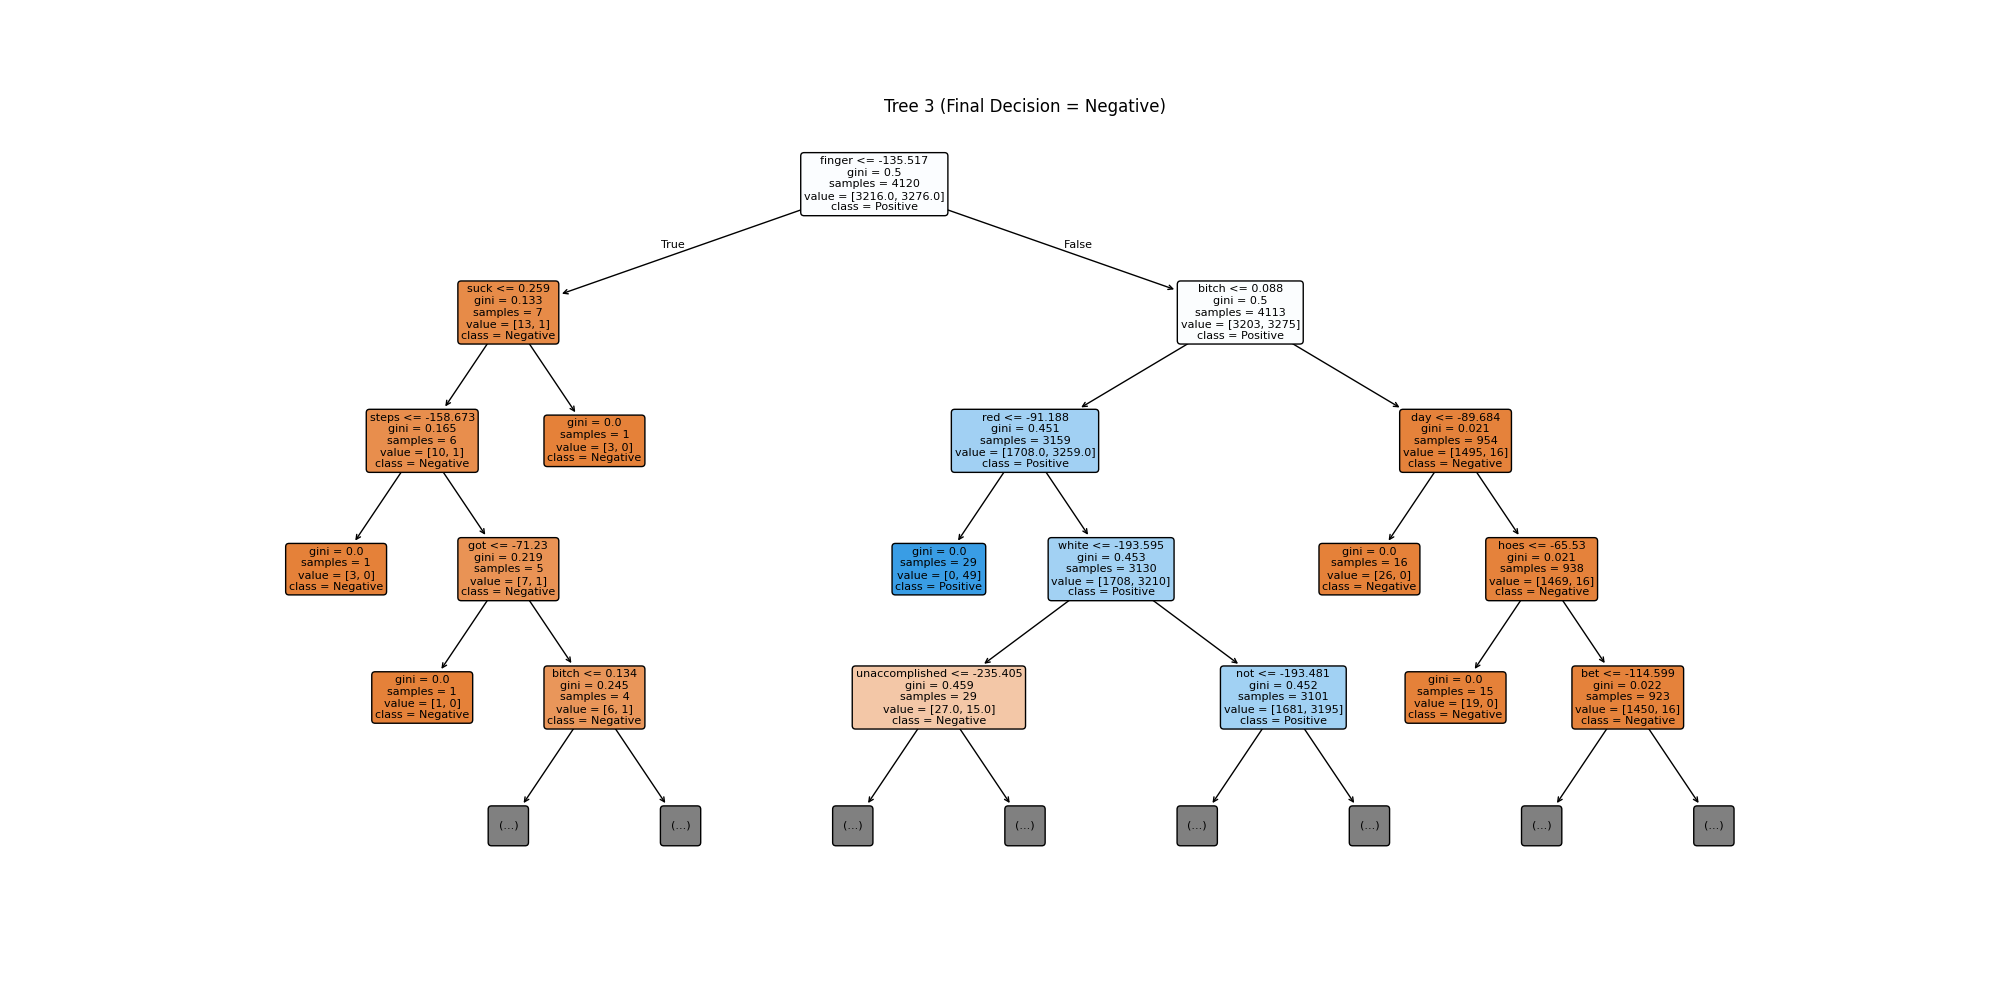 Tree 3 (Final Decision = Negative)
finger <= -135.517
gini = 0.5
samples = 4120
value = [3216.0, 3276.0]
class = Positive
True
False
suck <= 0.259
gini = 0.133
samples = 7
value = [13, 1]
class = Negative
bitch <= 0.088
gini = 0.5
samples = 4113
value = [3203, 3275]
class = Positive
steps <= -158.673
gini = 0.165
samples = 6
value = [10, 1]
class = Negative
gini = 0.0
samples = 1
value = [3, 0]
class = Negative
red <= -91.188
gini = 0.451
samples = 3159
value = [1708.0, 3259.0]
class = Positive
day <= -89.684
gini = 0.021
samples = 954
value = [1495, 16]
class = Negative
gini = 0.0
samples = 1
value = [3, 0]
class = Negative
got <= -71.23
gini = 0.219
samples = 5
value = [7, 1]
class = Negative
gini = 0.0
samples = 29
value = [0, 49]
class = Positive
white <= -193.595
gini = 0.453
samples = 3130
value = [1708, 3210]
class = Positive
gini = 0.0
samples = 16
value = [26, 0]
class = Negative
hoes <= -65.53
gini = 0.021
samples = 938
value = [1469, 16]
class = Negative
gini = 0.0
samples = 1
value = [1, 0]
class = Negative
bitch <= 0.134
gini = 0.245
samples = 4
value = [6, 1]
class = Negative
unaccomplished <= -235.405
gini = 0.459
samples = 29
value = [27.0, 15.0]
class = Negative
not <= -193.481
gini = 0.452
samples = 3101
value = [1681, 3195]
class = Positive
gini = 0.0
samples = 15
value = [19, 0]
class = Negative
bet <= -114.599
gini = 0.022
samples = 923
value = [1450, 16]
class = Negative
(...)
(...)
(...)
(...)
(...)
(...)
(...)
(...)